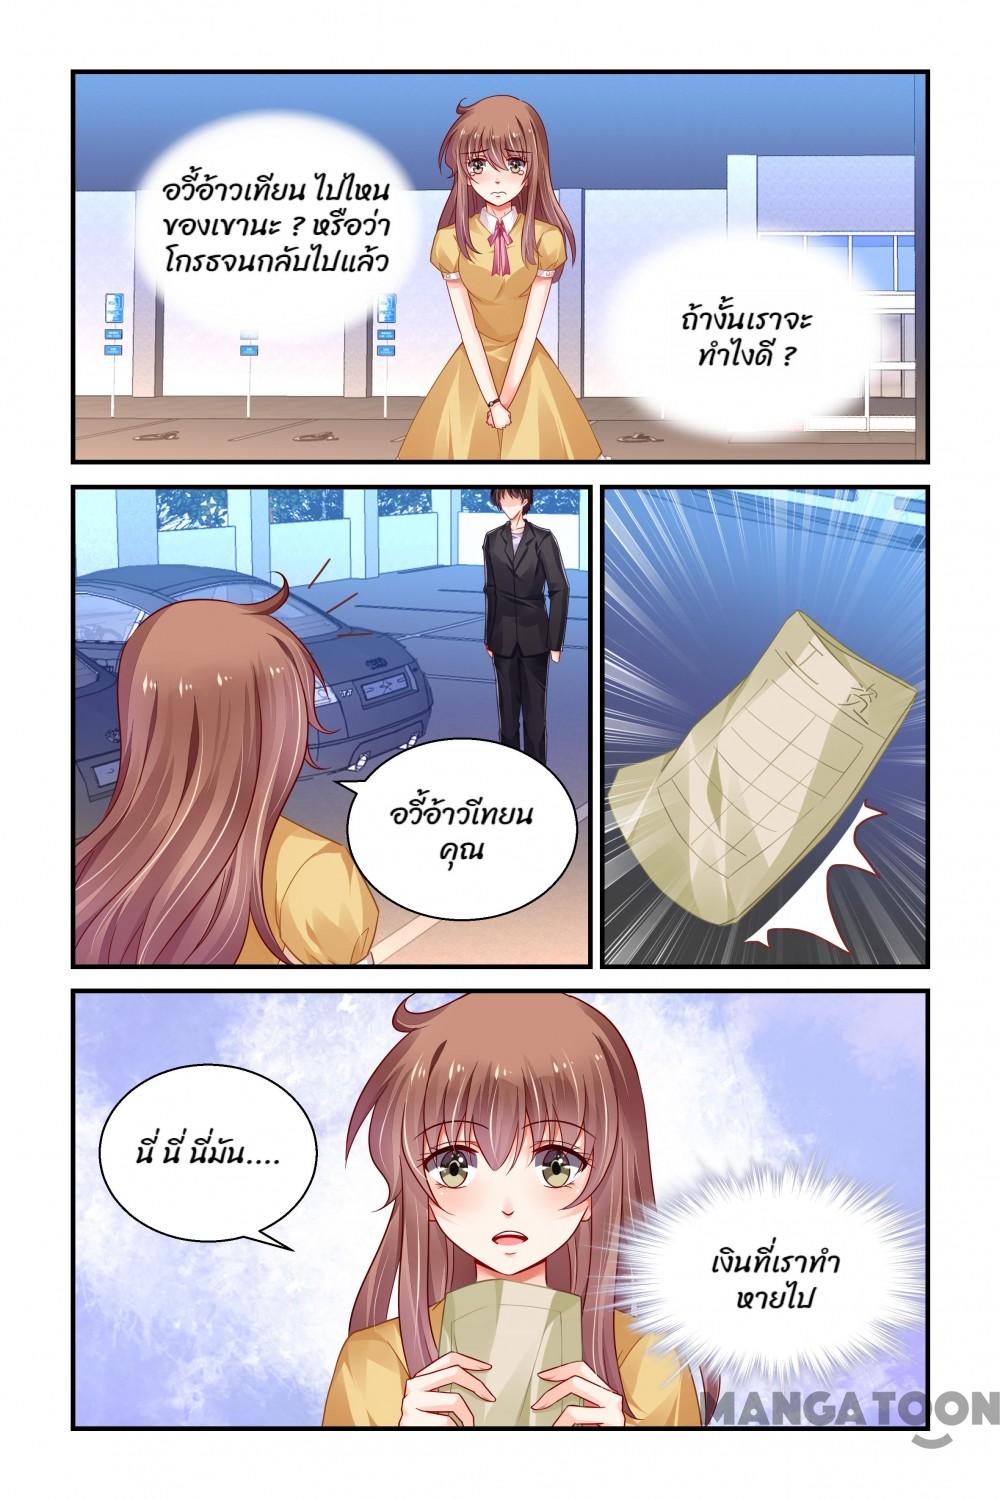 อวี้อ้าวเทียน ไปไหน
ของเขานะ ? หรือว่า
โกรธจนกลับไปแล้ว
ถ้างั้นเราจะ
ทำไงดี ?
อวี้อ้าวเีทยน
คุณ
工资
นี่ นี่ นี่มัน....
เงินที่เราทำ
หายไป
MANGATOON